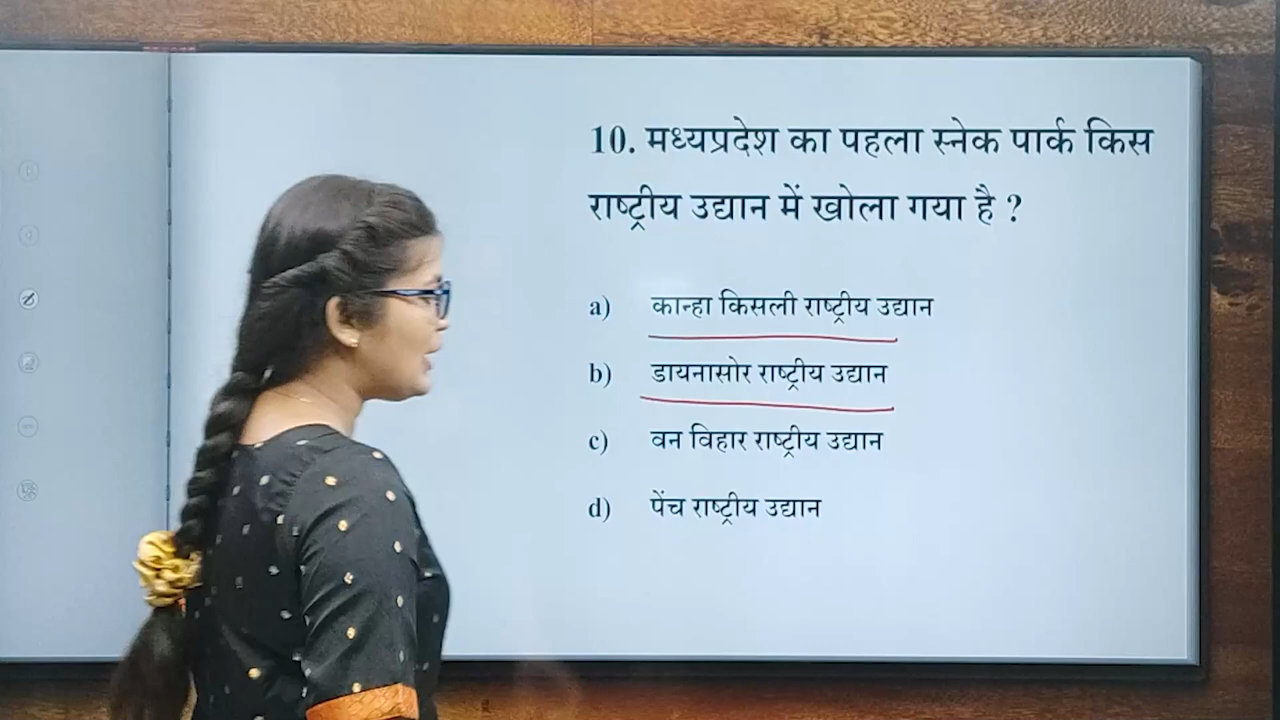 10. मध्यप्रदेश का पहला स्नेक पार्क किस
राष्ट्रीय उद्यान में खोला गया है ?
a) कान्हा किसली राष्ट्रीय उद्यान
b) डायनासोर राष्ट्रीय उद्यान
c) वन विहार राष्ट्रीय उद्यान
d) पेंच राष्ट्रीय उद्यान